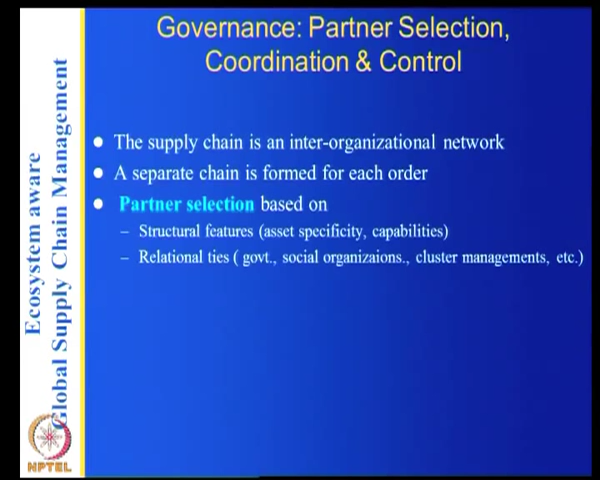 Governance: Partner Selection,
Coordination & Control
Ecosystem aware
Global Supply Chain Management
The supply chain is an inter-organizational network
A separate chain is formed for each order
Partner selection based on
– Structural features (asset specificity, capabilities)
– Relational ties ( govt., social organizaions., cluster managements, etc.)
NPTEL